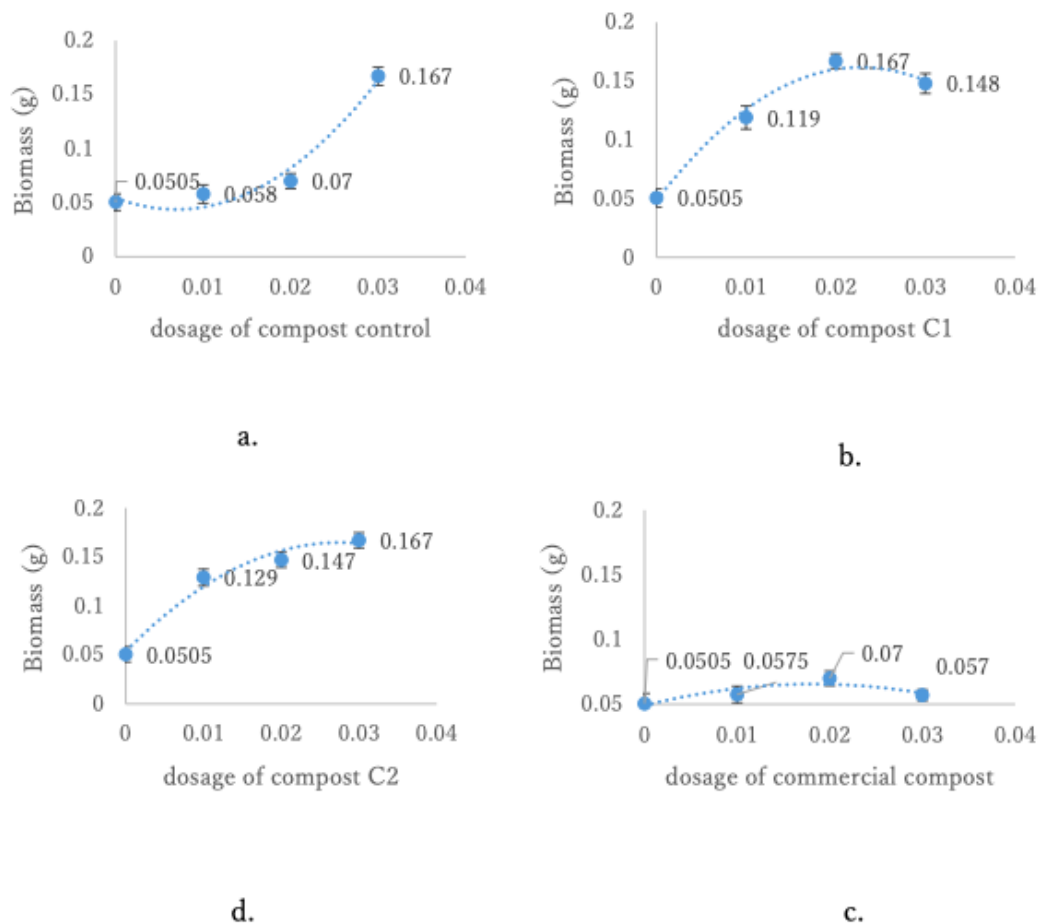 0.2
0.167
0.15
0.1
0.0505
0.058
0.07
0.05
0
0 0.01 0.02 0.03 0.04
Biomass (g)
dosage of compost control
a.
0.2
0.167
0.15
0.148
0.119
0.1
0.05
0.0505
0
0 0.01 0.02 0.03 0.04
Biomass (g)
dosage of compost C1
b.
0.2
0.167
0.15
0.147
0.129
0.1
0.05
0.0505
0
0 0.01 0.02 0.03 0.04
Biomass (g)
dosage of compost C2
d.
0.2
0.15
0.1
0.0505 0.0575 0.07 0.057
0.05
0 0.01 0.02 0.03 0.04
Biomass (g)
dosage of commercial compost
c.